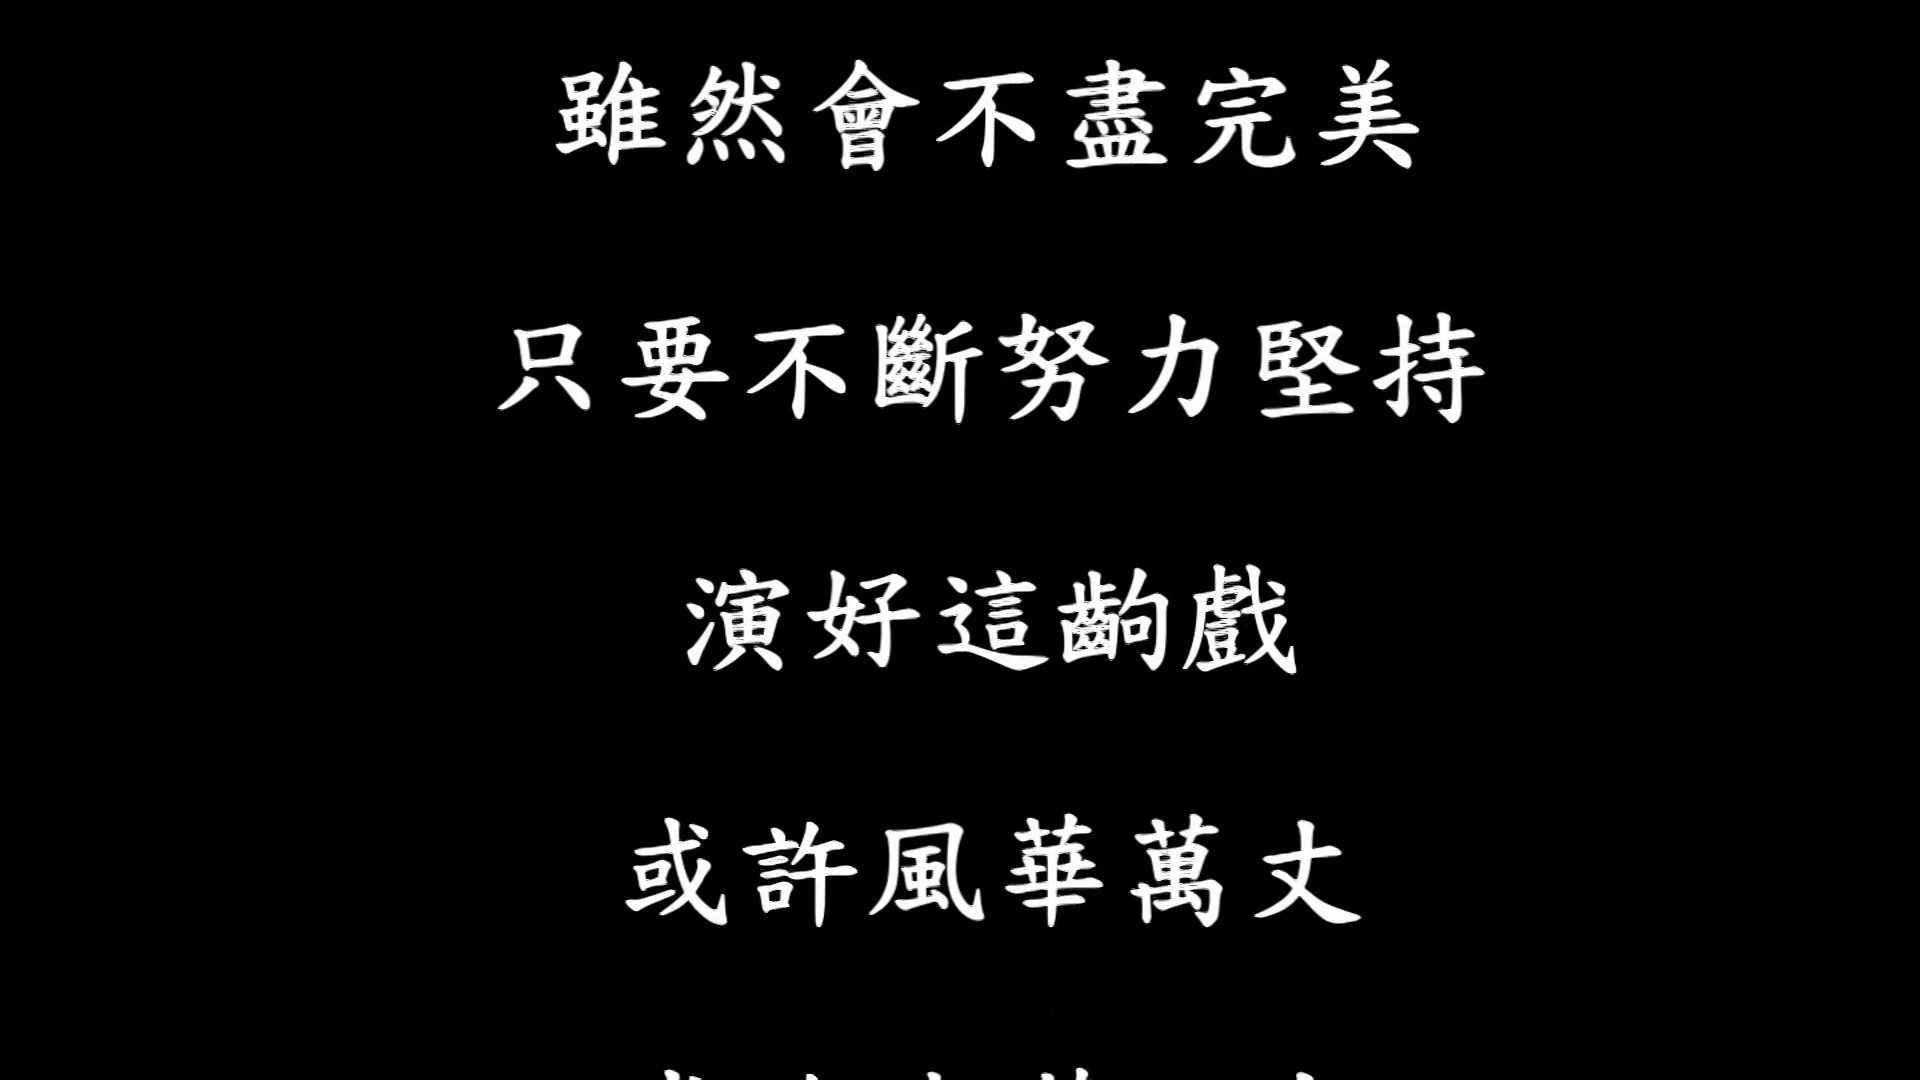 雖然會不盡完美
只要不斷努力堅持
演好這齣戲
或許風華萬丈